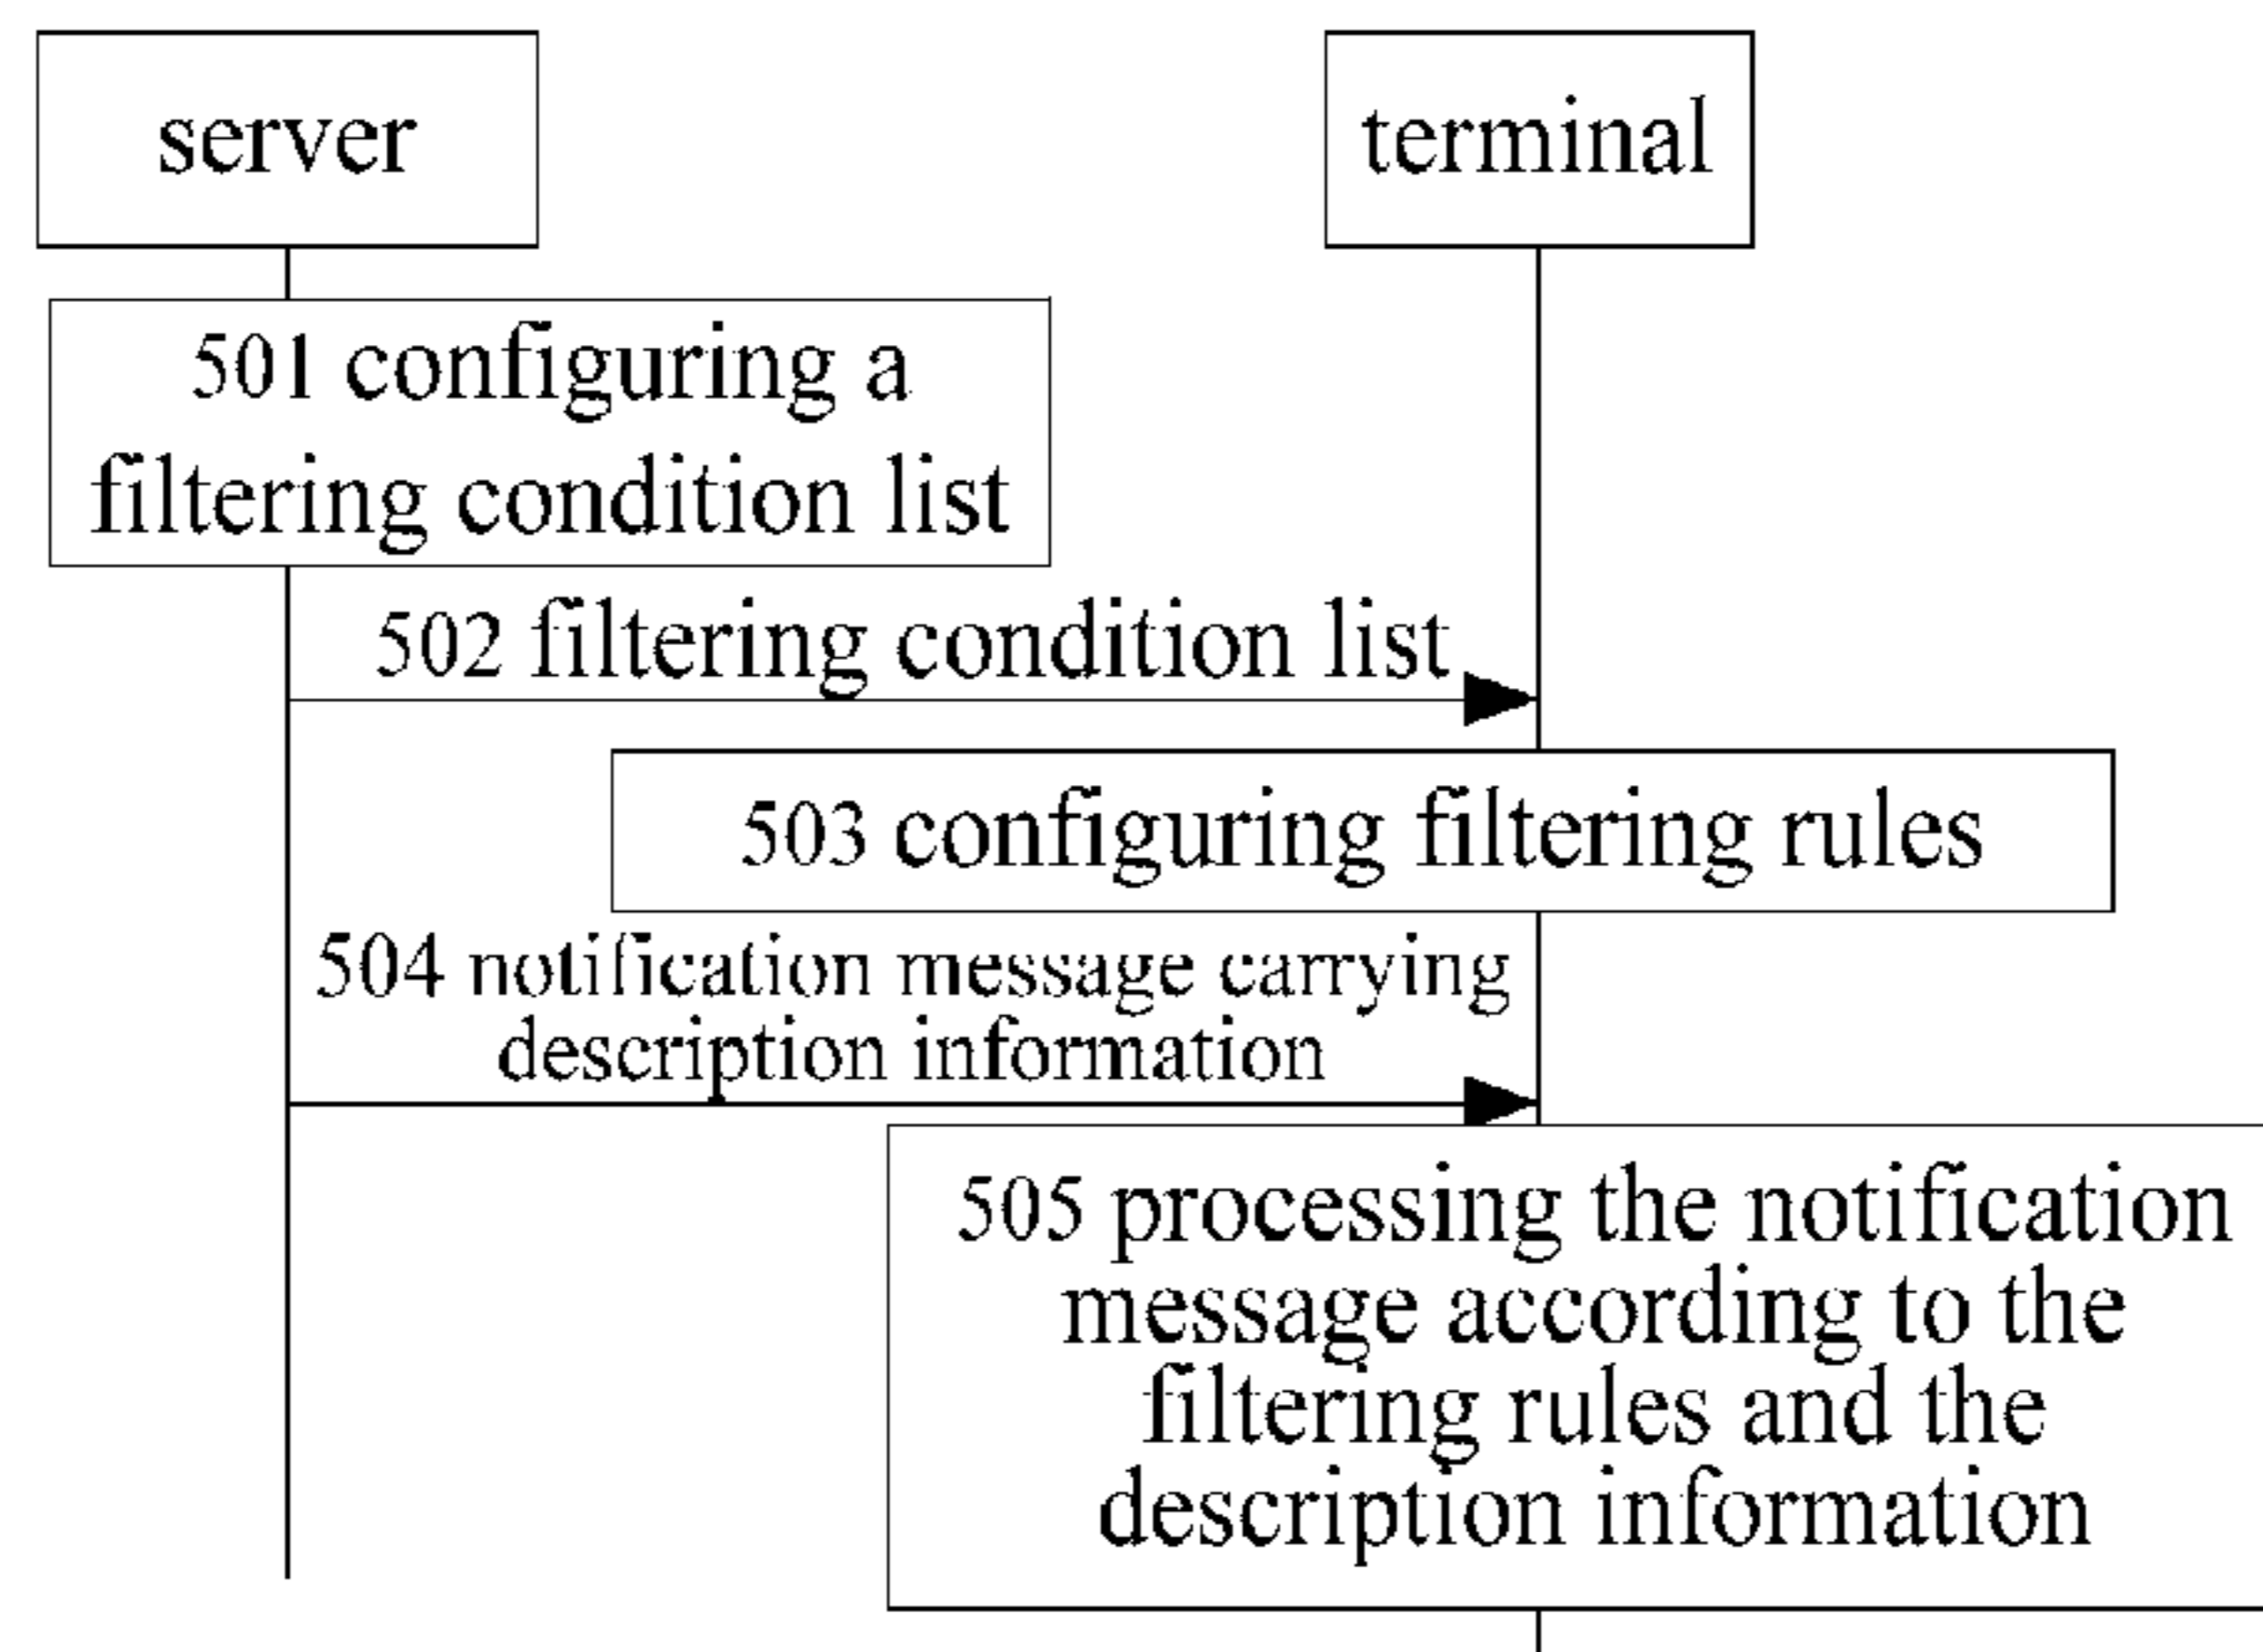 server
terminal
501 configuring a
filtering condition list
502 filtering condition list
503 configuring filtering rules
504 notification message carrying
description information
505 processing the notification
message according to the
filtering rules and the
description information